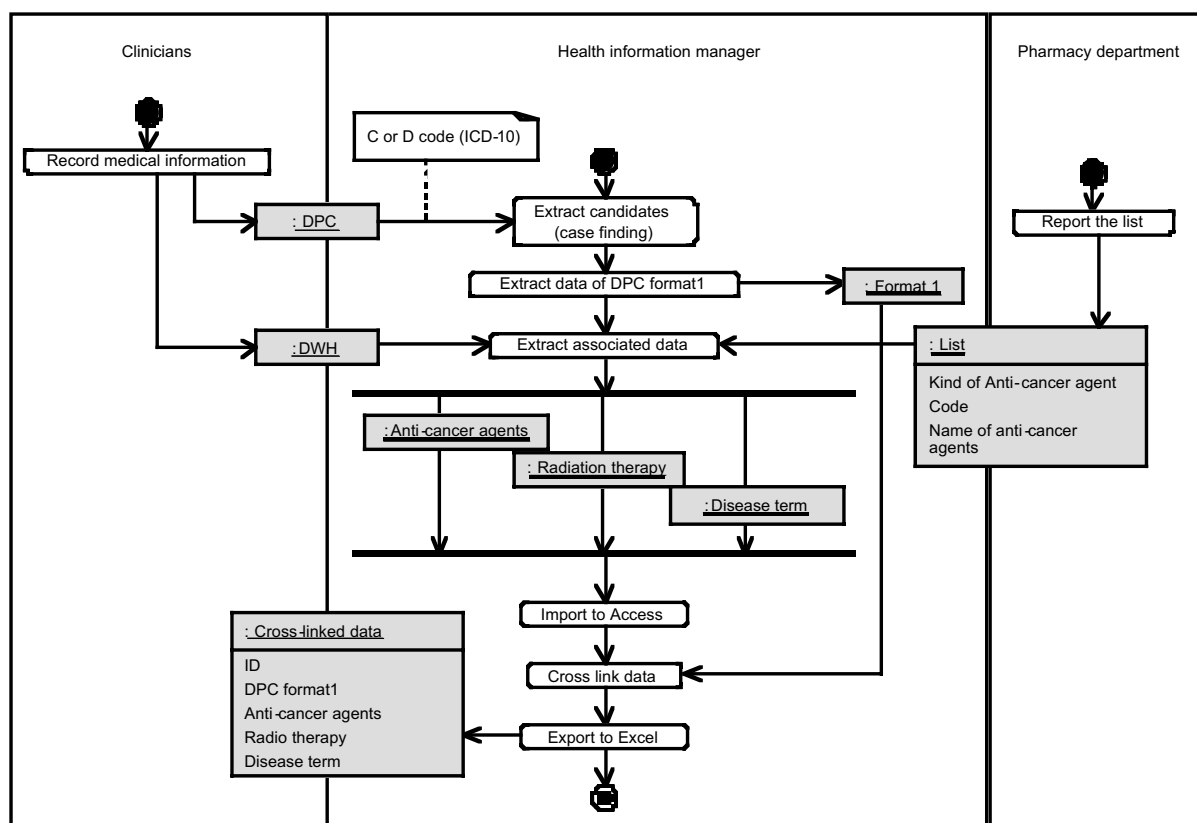 Clinicians
Health information manager
Pharmacy department
C or D code (ICD-10)
Record medical information
: DPC
Extract candidates
(case finding)
Report the list
Extract data of DPC format1
: Format 1
:DWH
Extract associated data
: List
Kind of Anti-cancer agent
Code
Name of anti-cancer
agents
:Anti-cancer agents
: Radiation therapy
:Disease term
Import to Access
: Cross-linked data
ID
DPC format1
Anti-cancer agents
Radio therapy
Disease term
Cross link data
Export to Excel